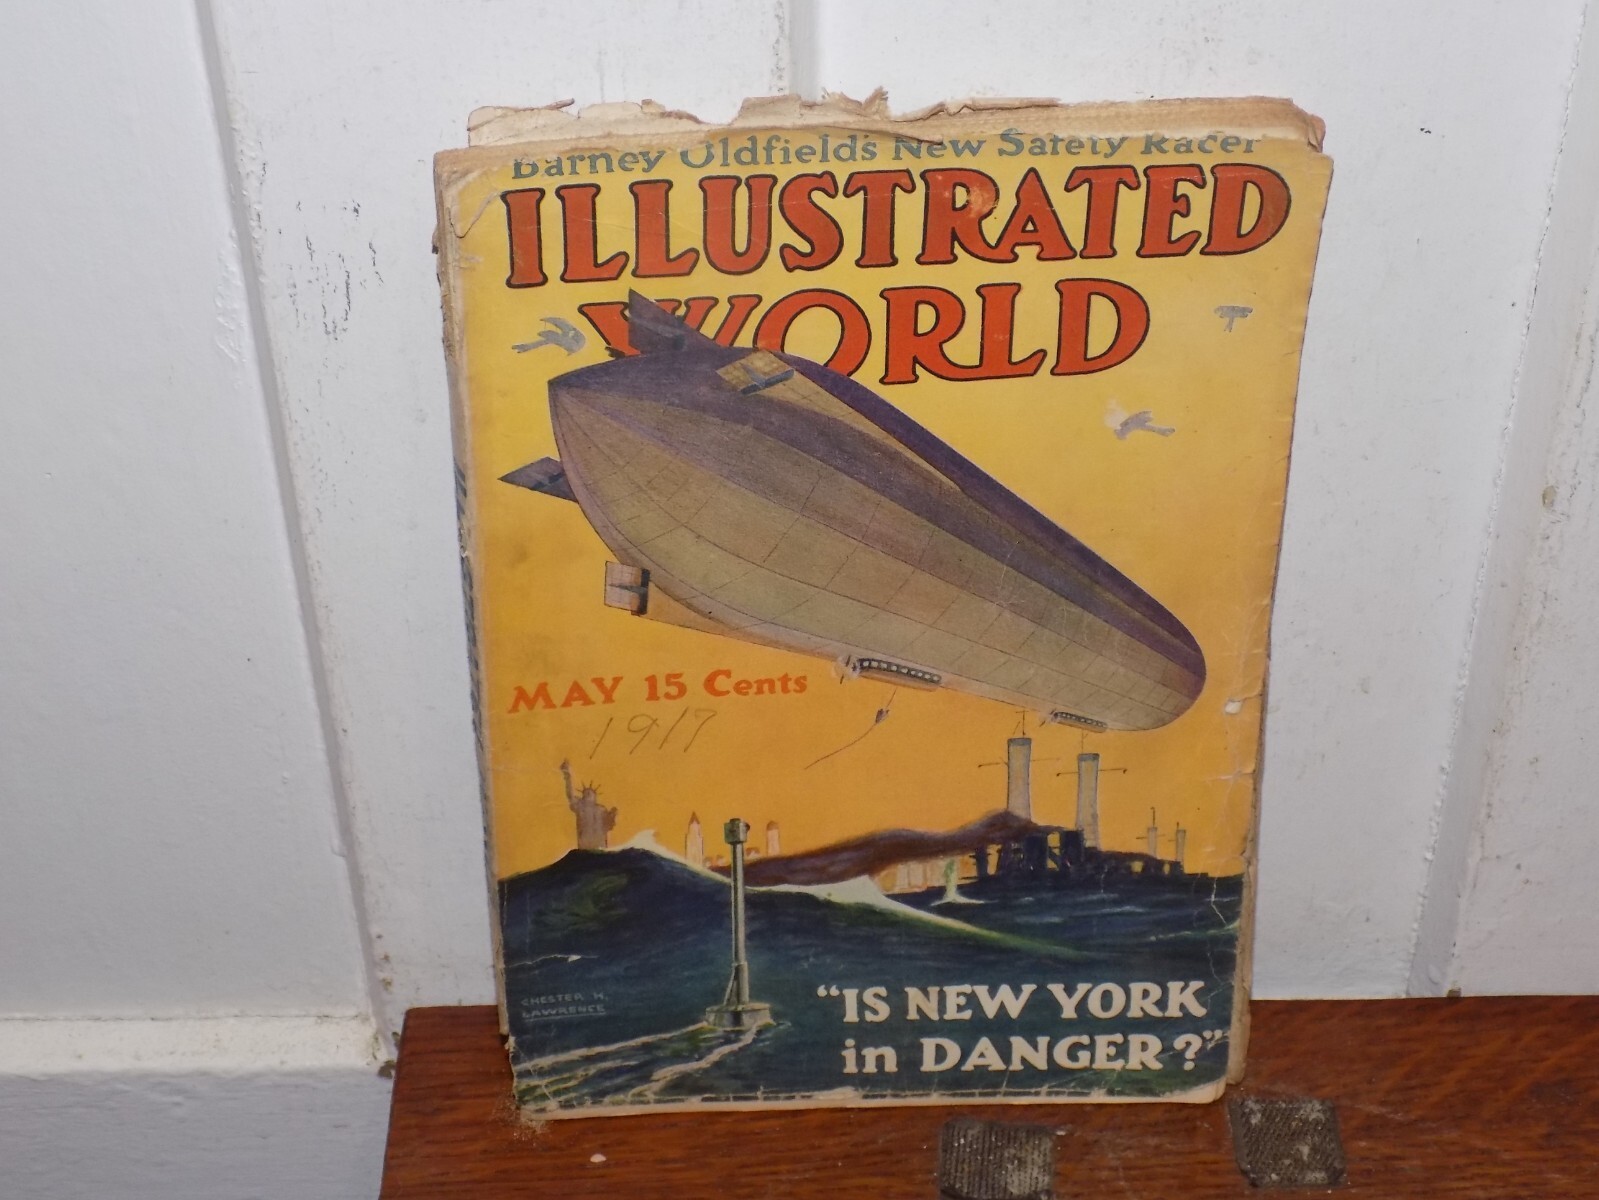 Barney Oldfield's New Safety Racer
ILLUSTRATED
WORLD
MAY 15 Cents
1917
CHESTER H.
LAWRENCE
"IS NEW YORK
in DANGER?"